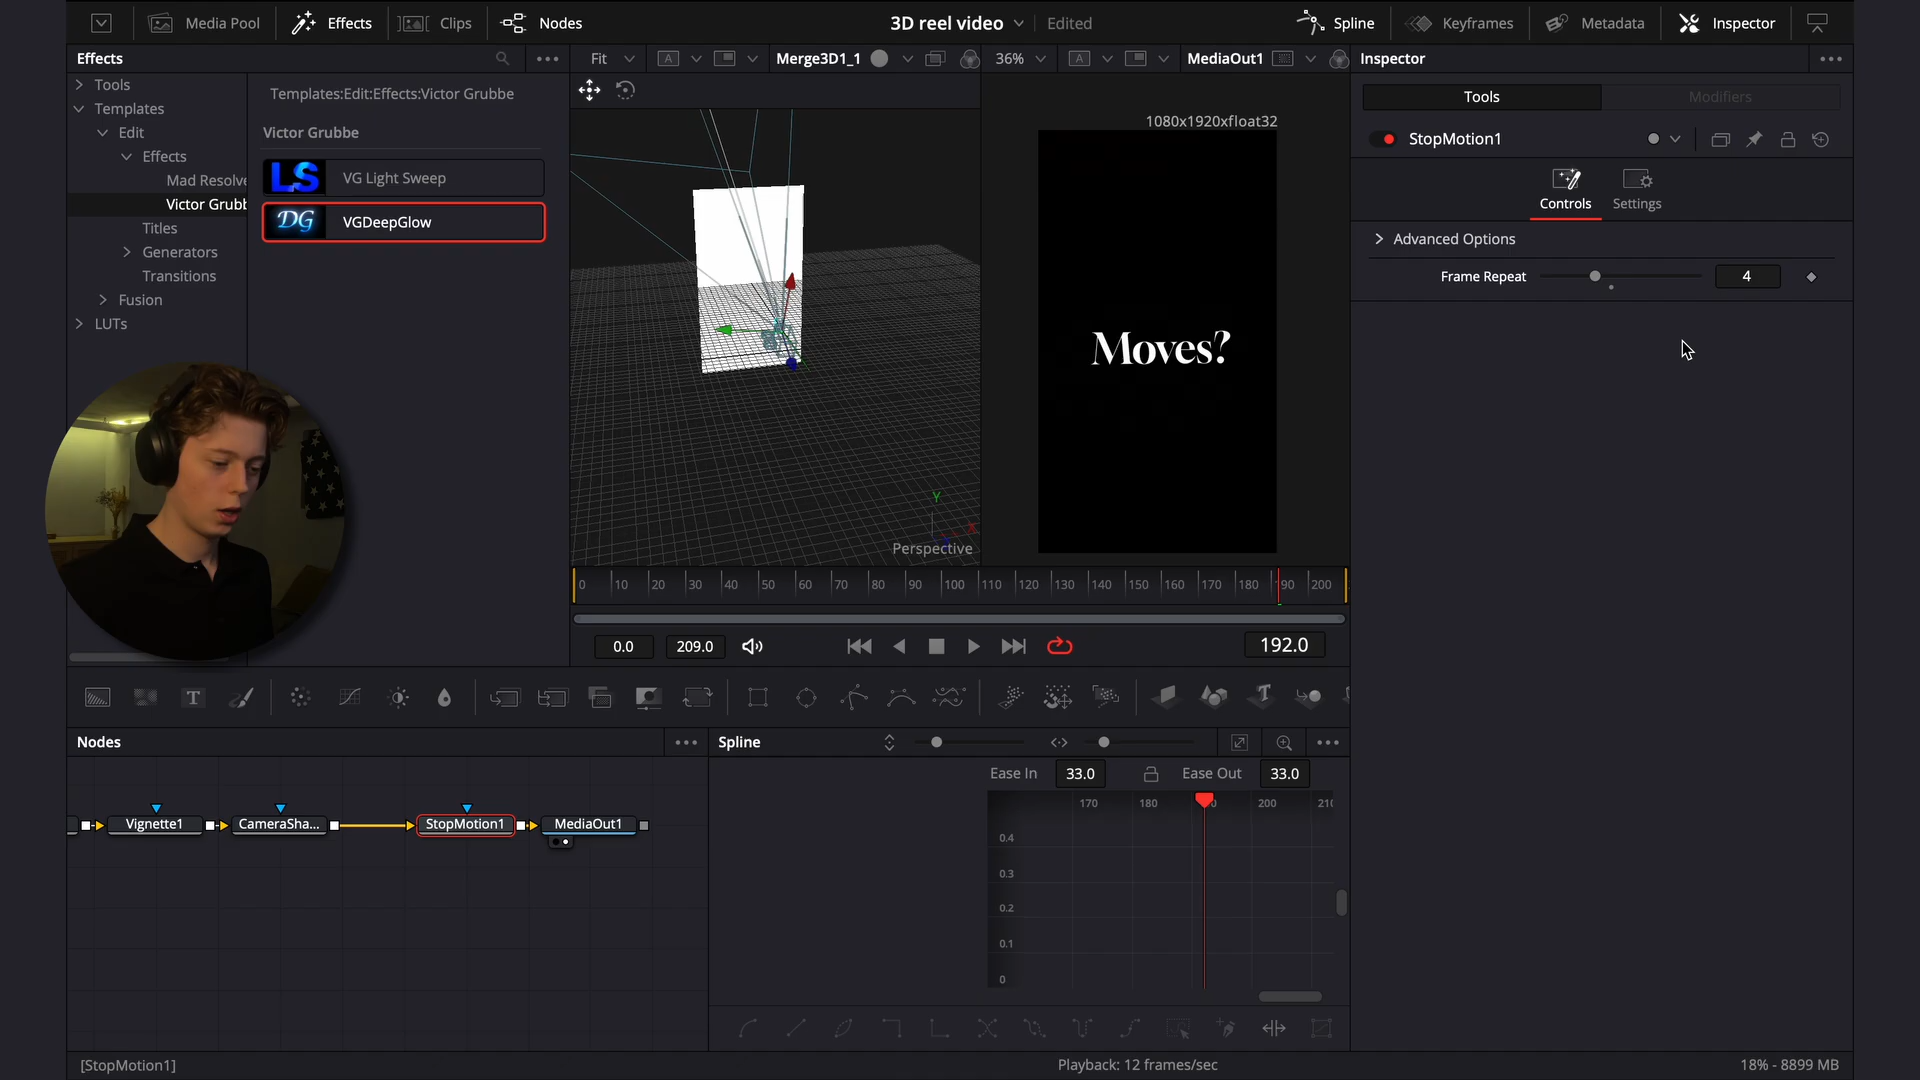 Media Pool
Effects
Clips
Nodes
3D reel video
Edited
Spline
Keyframes
Metadata
Inspector
Effects
Fit
A
Merge3D1_1
36%
A
MediaOut1
Inspector
Tools
Templates
Edit
Effects
Mad Resolve
Victor Grubb
Titles
Generators
Transitions
Fusion
LUTs
Templates:Edit:Effects:Victor Grubbe
Victor Grubbe
LS
VG Light Sweep
DG
VGDeepGlow
1080x1920xfloat32
Moves?
Y
X
Perspective
Tools
Modifiers
StopMotion1
Controls
Settings
Advanced Options
Frame Repeat
4
0 10 20 30 40 50 60 70 80 90 100 110 120 130 140 150 160 170 180 90 200
0.0
209.0
192.0
T
T
Nodes
Spline
Ease In
33.0
Ease Out
33.0
Vignette1
CameraSha...
StopMotion1
MediaOut1
170 180 200
0.4
0.3
0.2
0.1
0
[StopMotion1]
Playback: 12 frames/sec
18% - 8899 MB